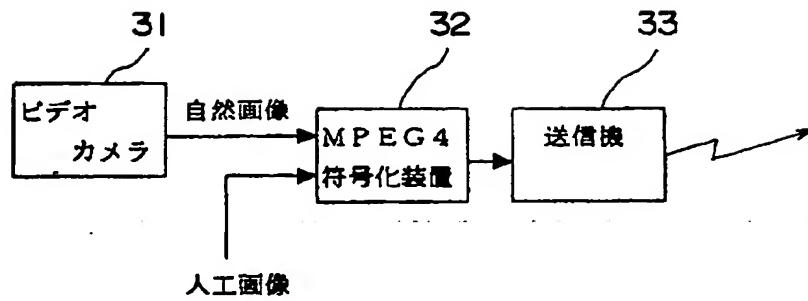 31
32
33
ビデオ
カメラ
自然画像
MPEG4
符号化装置
送信機
人工画像